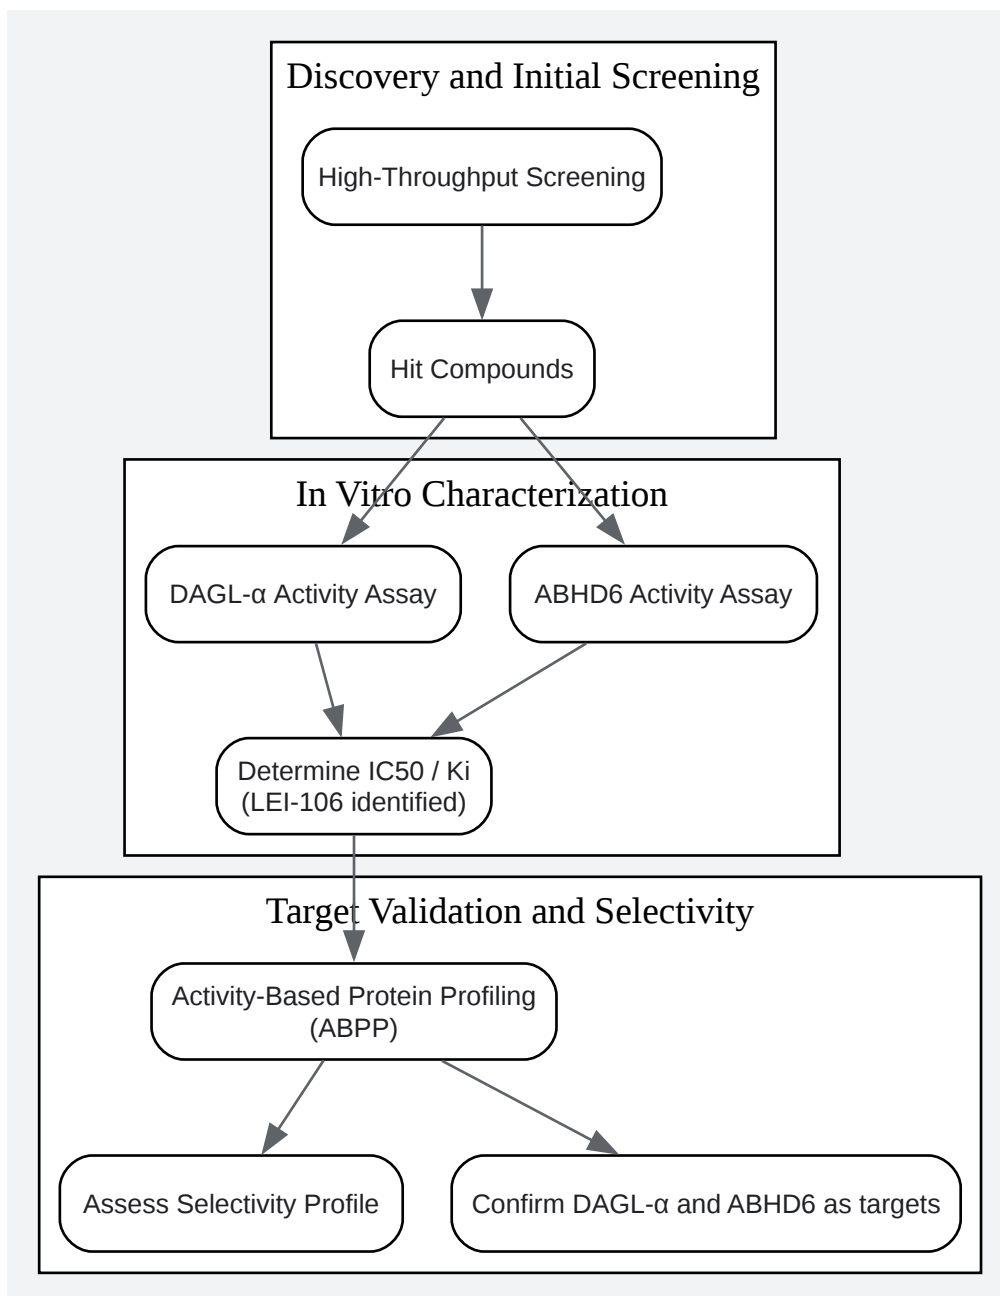 Discovery and Initial Screening
High-Throughput Screening
Hit Compounds
In Vitro Characterization
DAGL-α Activity Assay
ABHD6 Activity Assay
Determine IC50 / Ki
(LEI-106 identified)
Target Validation and Selectivity
Activity-Based Protein Profiling
(ABPP)
Assess Selectivity Profile
Confirm DAGL-α and ABHD6 as targets